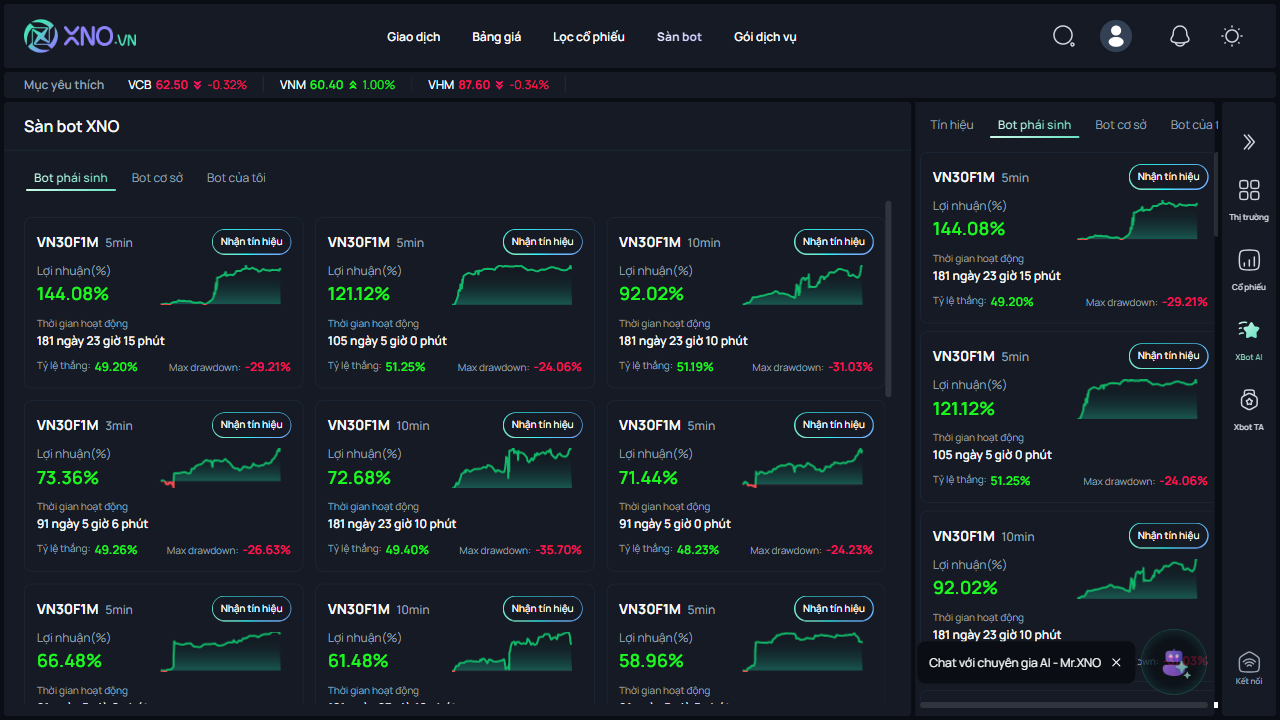 XNO.VN
Giao dịch Bảng giá Lọc cổ phiếu Sàn bot Gói dịch vụ
Mục yêu thích VCB 62.50 -0.32% VNM 60.40 1.00% VHM 87.60 -0.34%
Sàn bot XNO
Bot phái sinh Bot cơ sở Bot của tôi
VN30F1M 5min Nhận tín hiệu
Lợi nhuận(%)
144.08%
Thời gian hoạt động
181 ngày 23 giờ 15 phút
Tỷ lệ thắng: 49.20% Max drawdown: -29.21%
VN30F1M 5min Nhận tín hiệu
Lợi nhuận(%)
121.12%
Thời gian hoạt động
105 ngày 5 giờ 0 phút
Tỷ lệ thắng: 51.25% Max drawdown: -24.06%
VN30F1M 10min Nhận tín hiệu
Lợi nhuận(%)
92.02%
Thời gian hoạt động
181 ngày 23 giờ 10 phút
Tỷ lệ thắng: 51.19% Max drawdown: -31.03%
VN30F1M 3min Nhận tín hiệu
Lợi nhuận(%)
73.36%
Thời gian hoạt động
91 ngày 5 giờ 6 phút
Tỷ lệ thắng: 49.26% Max drawdown: -26.63%
VN30F1M 10min Nhận tín hiệu
Lợi nhuận(%)
72.68%
Thời gian hoạt động
181 ngày 23 giờ 10 phút
Tỷ lệ thắng: 49.40% Max drawdown: -35.70%
VN30F1M 5min Nhận tín hiệu
Lợi nhuận(%)
71.44%
Thời gian hoạt động
91 ngày 5 giờ 0 phút
Tỷ lệ thắng: 48.23% Max drawdown: -24.23%
VN30F1M 5min Nhận tín hiệu
Lợi nhuận(%)
66.48%
Thời gian hoạt động
VN30F1M 10min Nhận tín hiệu
Lợi nhuận(%)
61.48%
Thời gian hoạt động
VN30F1M 5min Nhận tín hiệu
Lợi nhuận(%)
58.96%
Thời gian hoạt động
Tín hiệu Bot phái sinh Bot cơ sở Bot của t
VN30F1M 5min Nhận tín hiệu
Lợi nhuận(%)
144.08%
Thời gian hoạt động
181 ngày 23 giờ 15 phút
Tỷ lệ thắng: 49.20% Max drawdown: -29.21%
VN30F1M 5min Nhận tín hiệu
Lợi nhuận(%)
121.12%
Thời gian hoạt động
105 ngày 5 giờ 0 phút
Tỷ lệ thắng: 51.25% Max drawdown: -24.06%
VN30F1M 10min Nhận tín hiệu
Lợi nhuận(%)
92.02%
Thời gian hoạt động
181 ngày 23 giờ 10 phút
Chat với chuyên gia AI - Mr.XNO
Thị trường
Cổ phiếu
XBot AI
Xbot TA
Kết nối